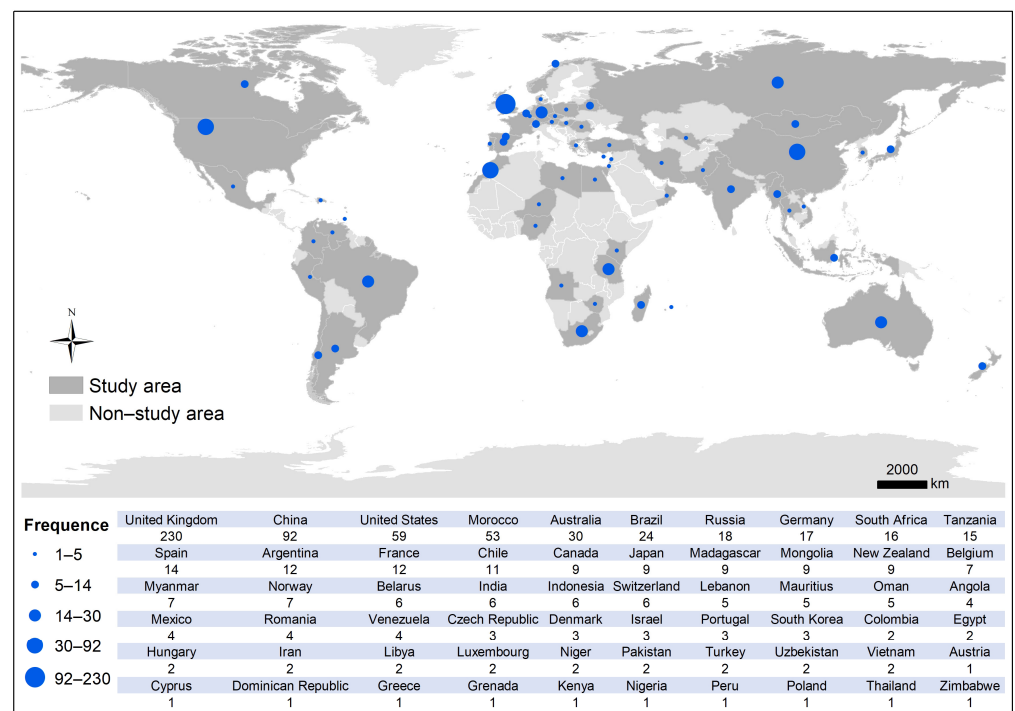 N
Study area
Non–study area
2000
km
Frequence
1–5
5–14
14–30
30–92
92–230
United Kingdom China United States Morocco Australia Brazil Russia Germany South Africa Tanzania
230 92 59 53 30 24 18 17 16 15
Spain Argentina France Chile Canada Japan Madagascar Mongolia New Zealand Belgium
14 12 12 11 9 9 9 9 9 7
Myanmar Norway Belarus India Indonesia Switzerland Lebanon Mauritius Oman Angola
7 7 6 6 6 6 5 5 5 4
Mexico Romania Venezuela Czech Republic Denmark Israel Portugal South Korea Colombia Egypt
4 4 4 3 3 3 3 3 2 2
Hungary Iran Libya Luxembourg Niger Pakistan Turkey Uzbekistan Vietnam Austria
2 2 2 2 2 2 2 2 2 1
Cyprus Dominican Republic Greece Grenada Kenya Nigeria Peru Poland Thailand Zimbabwe
1 1 1 1 1 1 1 1 1 1